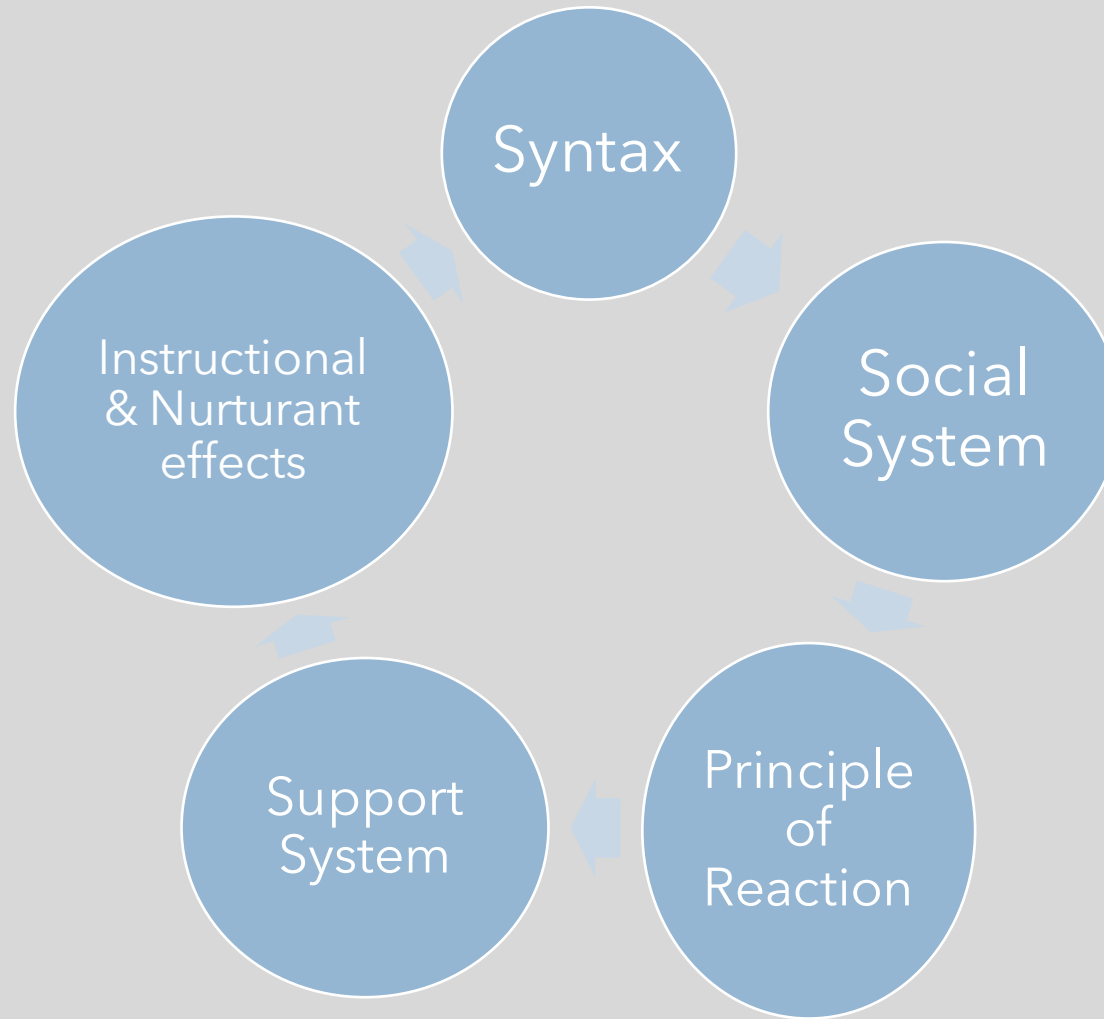 Syntax
Social
System
Principle
of
Reaction
Support
System
Instructional
& Nurturant
effects